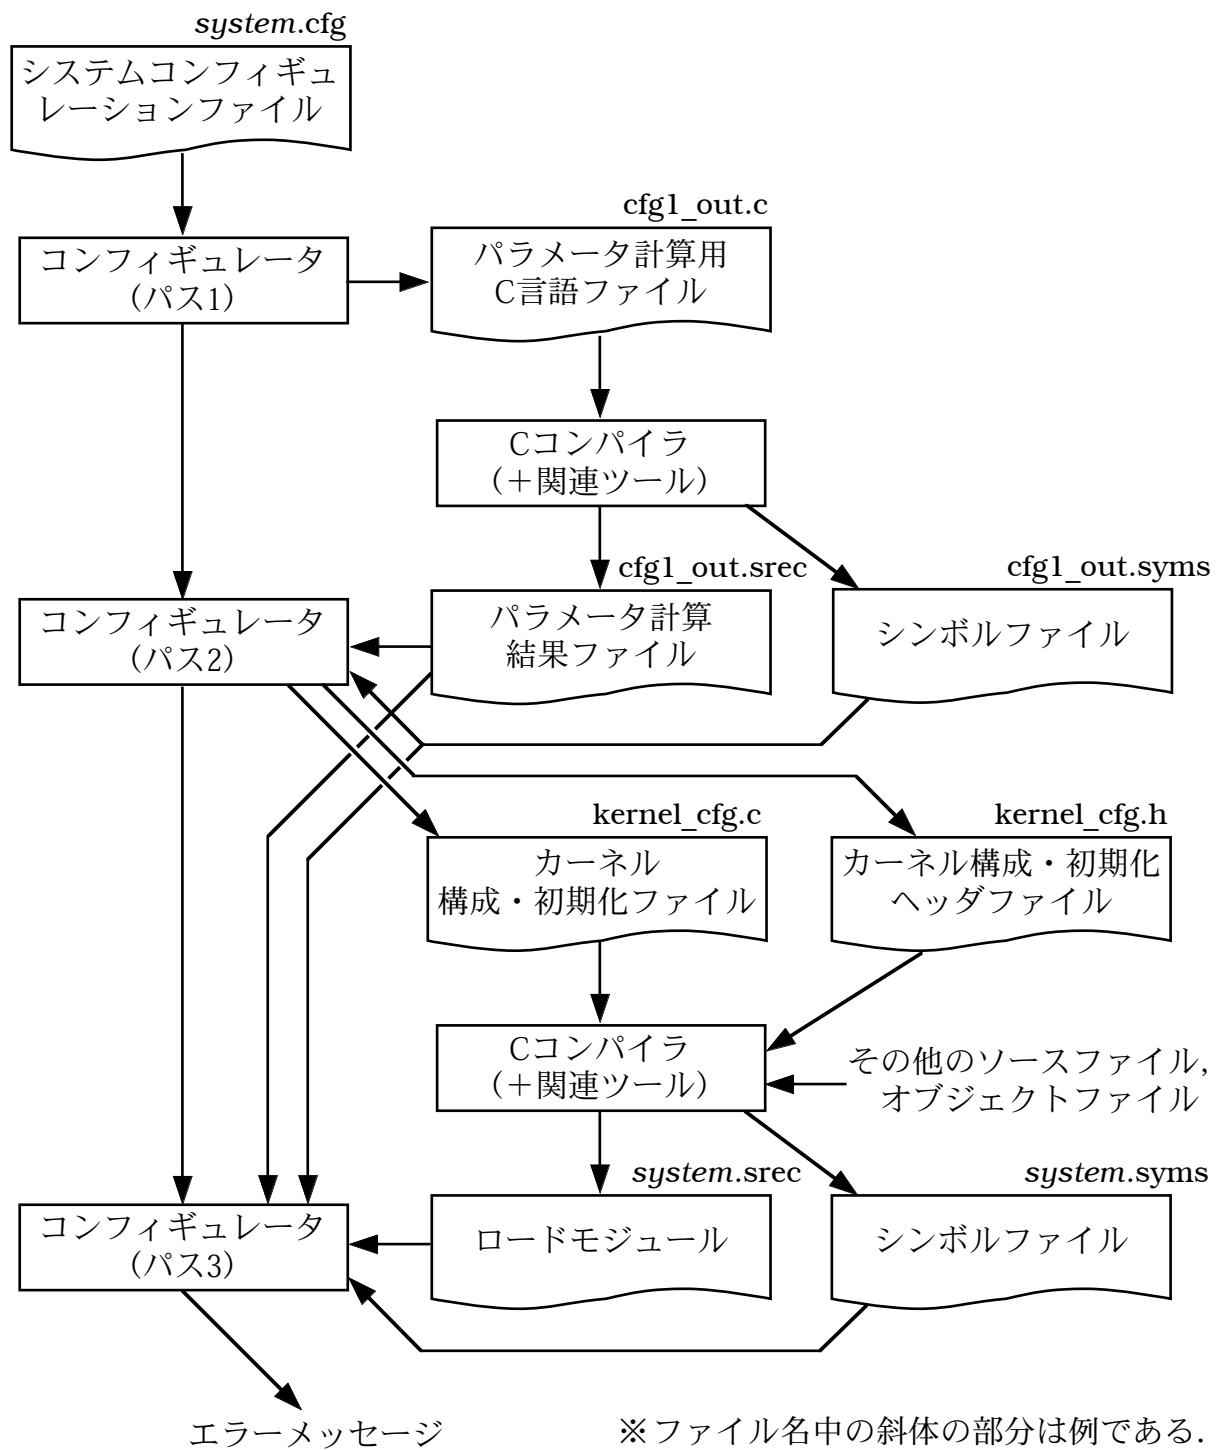 system.cfg
システムコンフィギュ
レーションファイル
cfg1_out.c
コンフィギュレータ
(パス1)
パラメータ計算用
C言語ファイル
Cコンパイラ
(＋関連ツール)
cfg1_out.srec
cfg1_out.syms
コンフィギュレータ
(パス2)
パラメータ計算
結果ファイル
シンボルファイル
kernel_cfg.c
kernel_cfg.h
カーネル
構成・初期化ファイル
カーネル構成・初期化
ヘッダファイル
Cコンパイラ
(＋関連ツール)
その他のソースファイル,
オブジェクトファイル
system.srec
system.syms
コンフィギュレータ
(パス3)
ロードモジュール
シンボルファイル
エラーメッセージ
※ファイル名中の斜体の部分は例である.